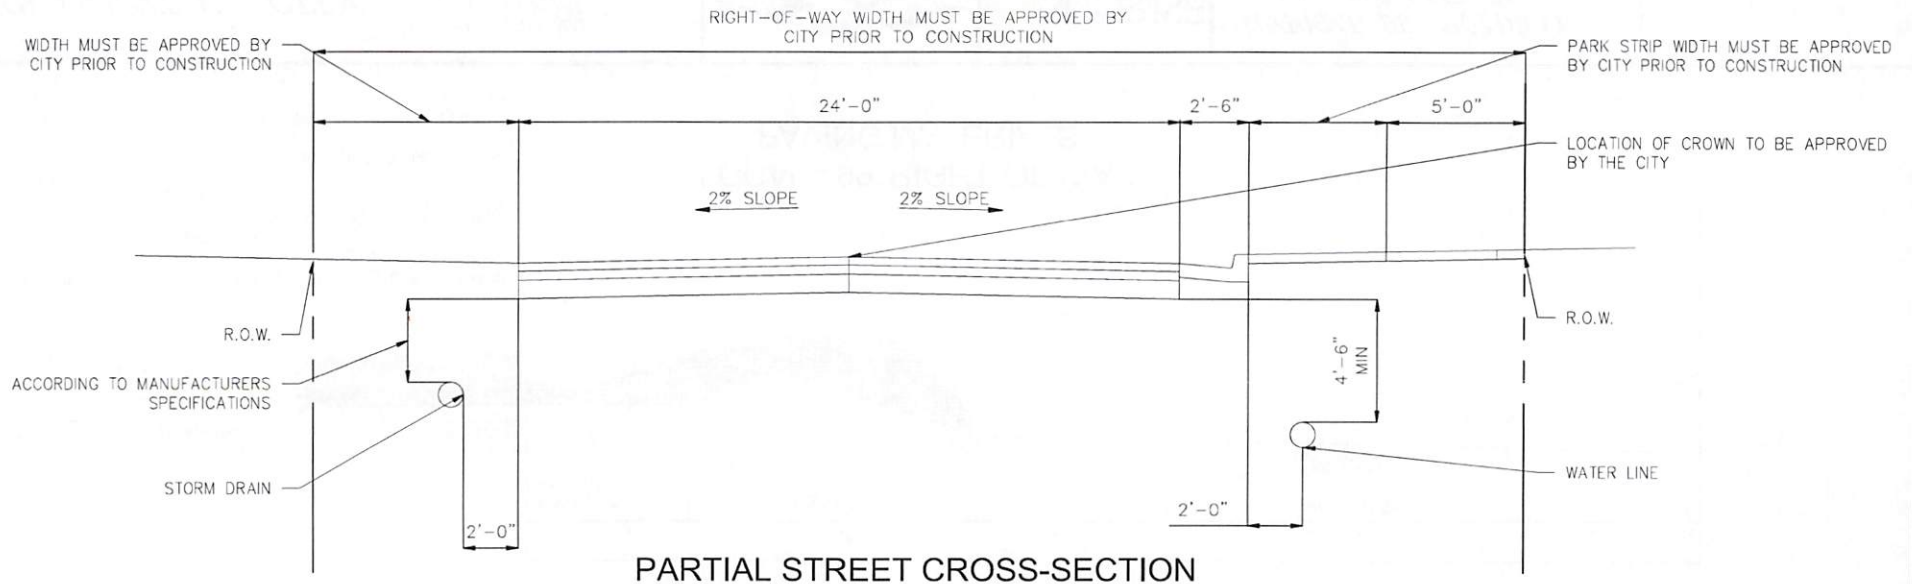 RIGHT-OF-WAY WIDTH MUST BE APPROVED BY
CITY PRIOR TO CONSTRUCTION
WIDTH MUST BE APPROVED BY
CITY PRIOR TO CONSTRUCTION
PARK STRIP WIDTH MUST BE APPROVED
BY CITY PRIOR TO CONSTRUCTION
24'-0"
2'-6"
5'-0"
LOCATION OF CROWN TO BE APPROVED
BY THE CITY
2% SLOPE
2% SLOPE
R.O.W.
R.O.W.
4'-6"
MIN
ACCORDING TO MANUFACTURERS
SPECIFICATIONS
STORM DRAIN
WATER LINE
2'-0"
2'-0"
PARTIAL STREET CROSS-SECTION